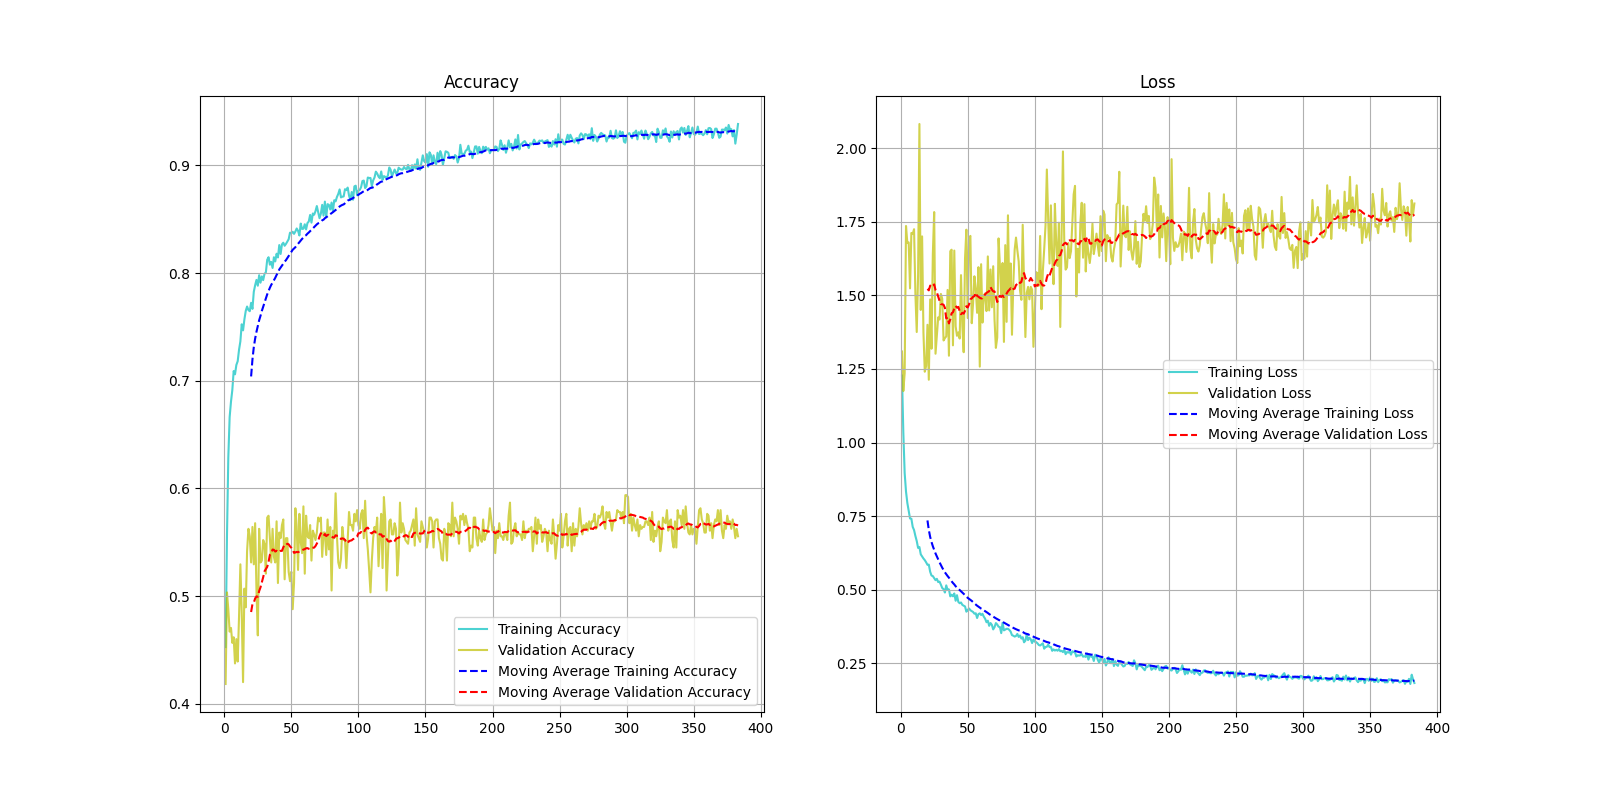 Accuracy
0.9
0.8
0.7
0.6
0.5
0.4
0 50 100 150 200 250 300 350 400
Training Accuracy
Validation Accuracy
Moving Average Training Accuracy
Moving Average Validation Accuracy
Loss
2.00
1.75
1.50
1.25
1.00
0.75
0.50
0.25
0 50 100 150 200 250 300 350 400
Training Loss
Validation Loss
Moving Average Training Loss
Moving Average Validation Loss